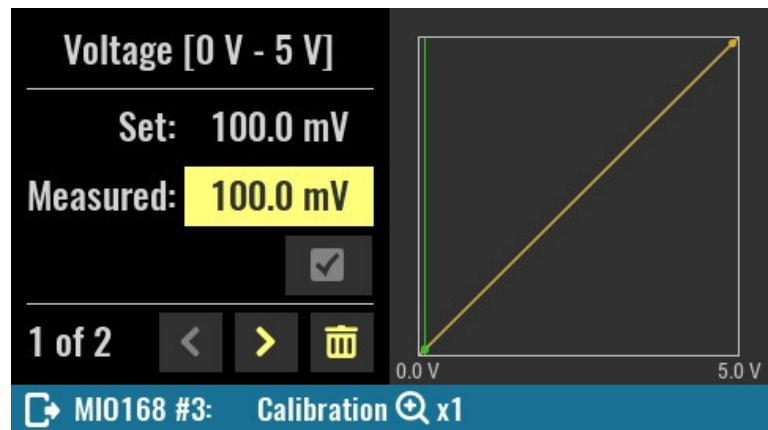 Voltage [0 V - 5 V]
Set: 100.0 mV
Measured: 100.0 mV
1 of 2
0.0 V 5.0 V
MIO168 #3: Calibration x1